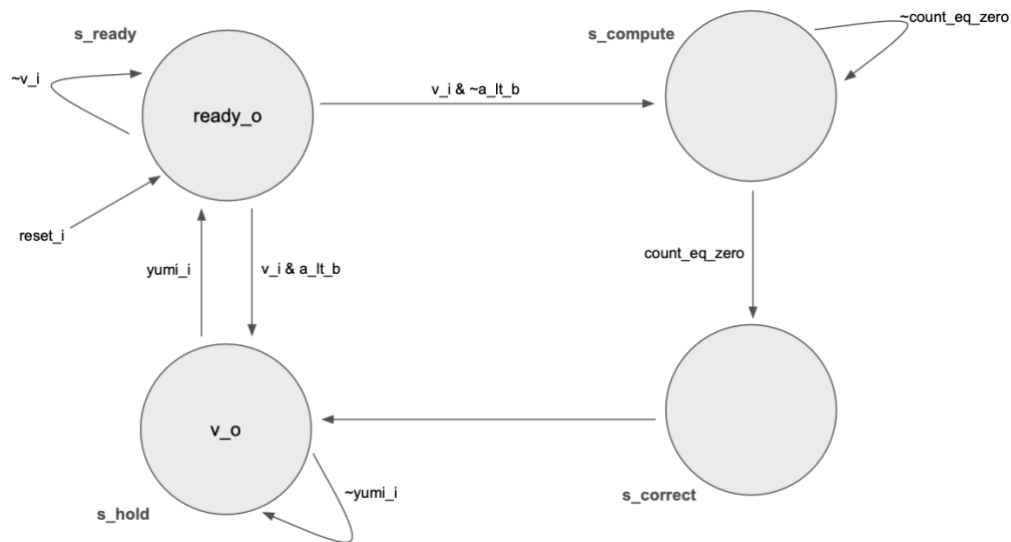 ~count_eq_zero
s_ready
s_compute
~v_i
v_i & ~a_lt_b
ready_o
reset_i
yumi_i
v_i & a_lt_b
count_eq_zero
v_o
~yumi_i
s_correct
s_hold